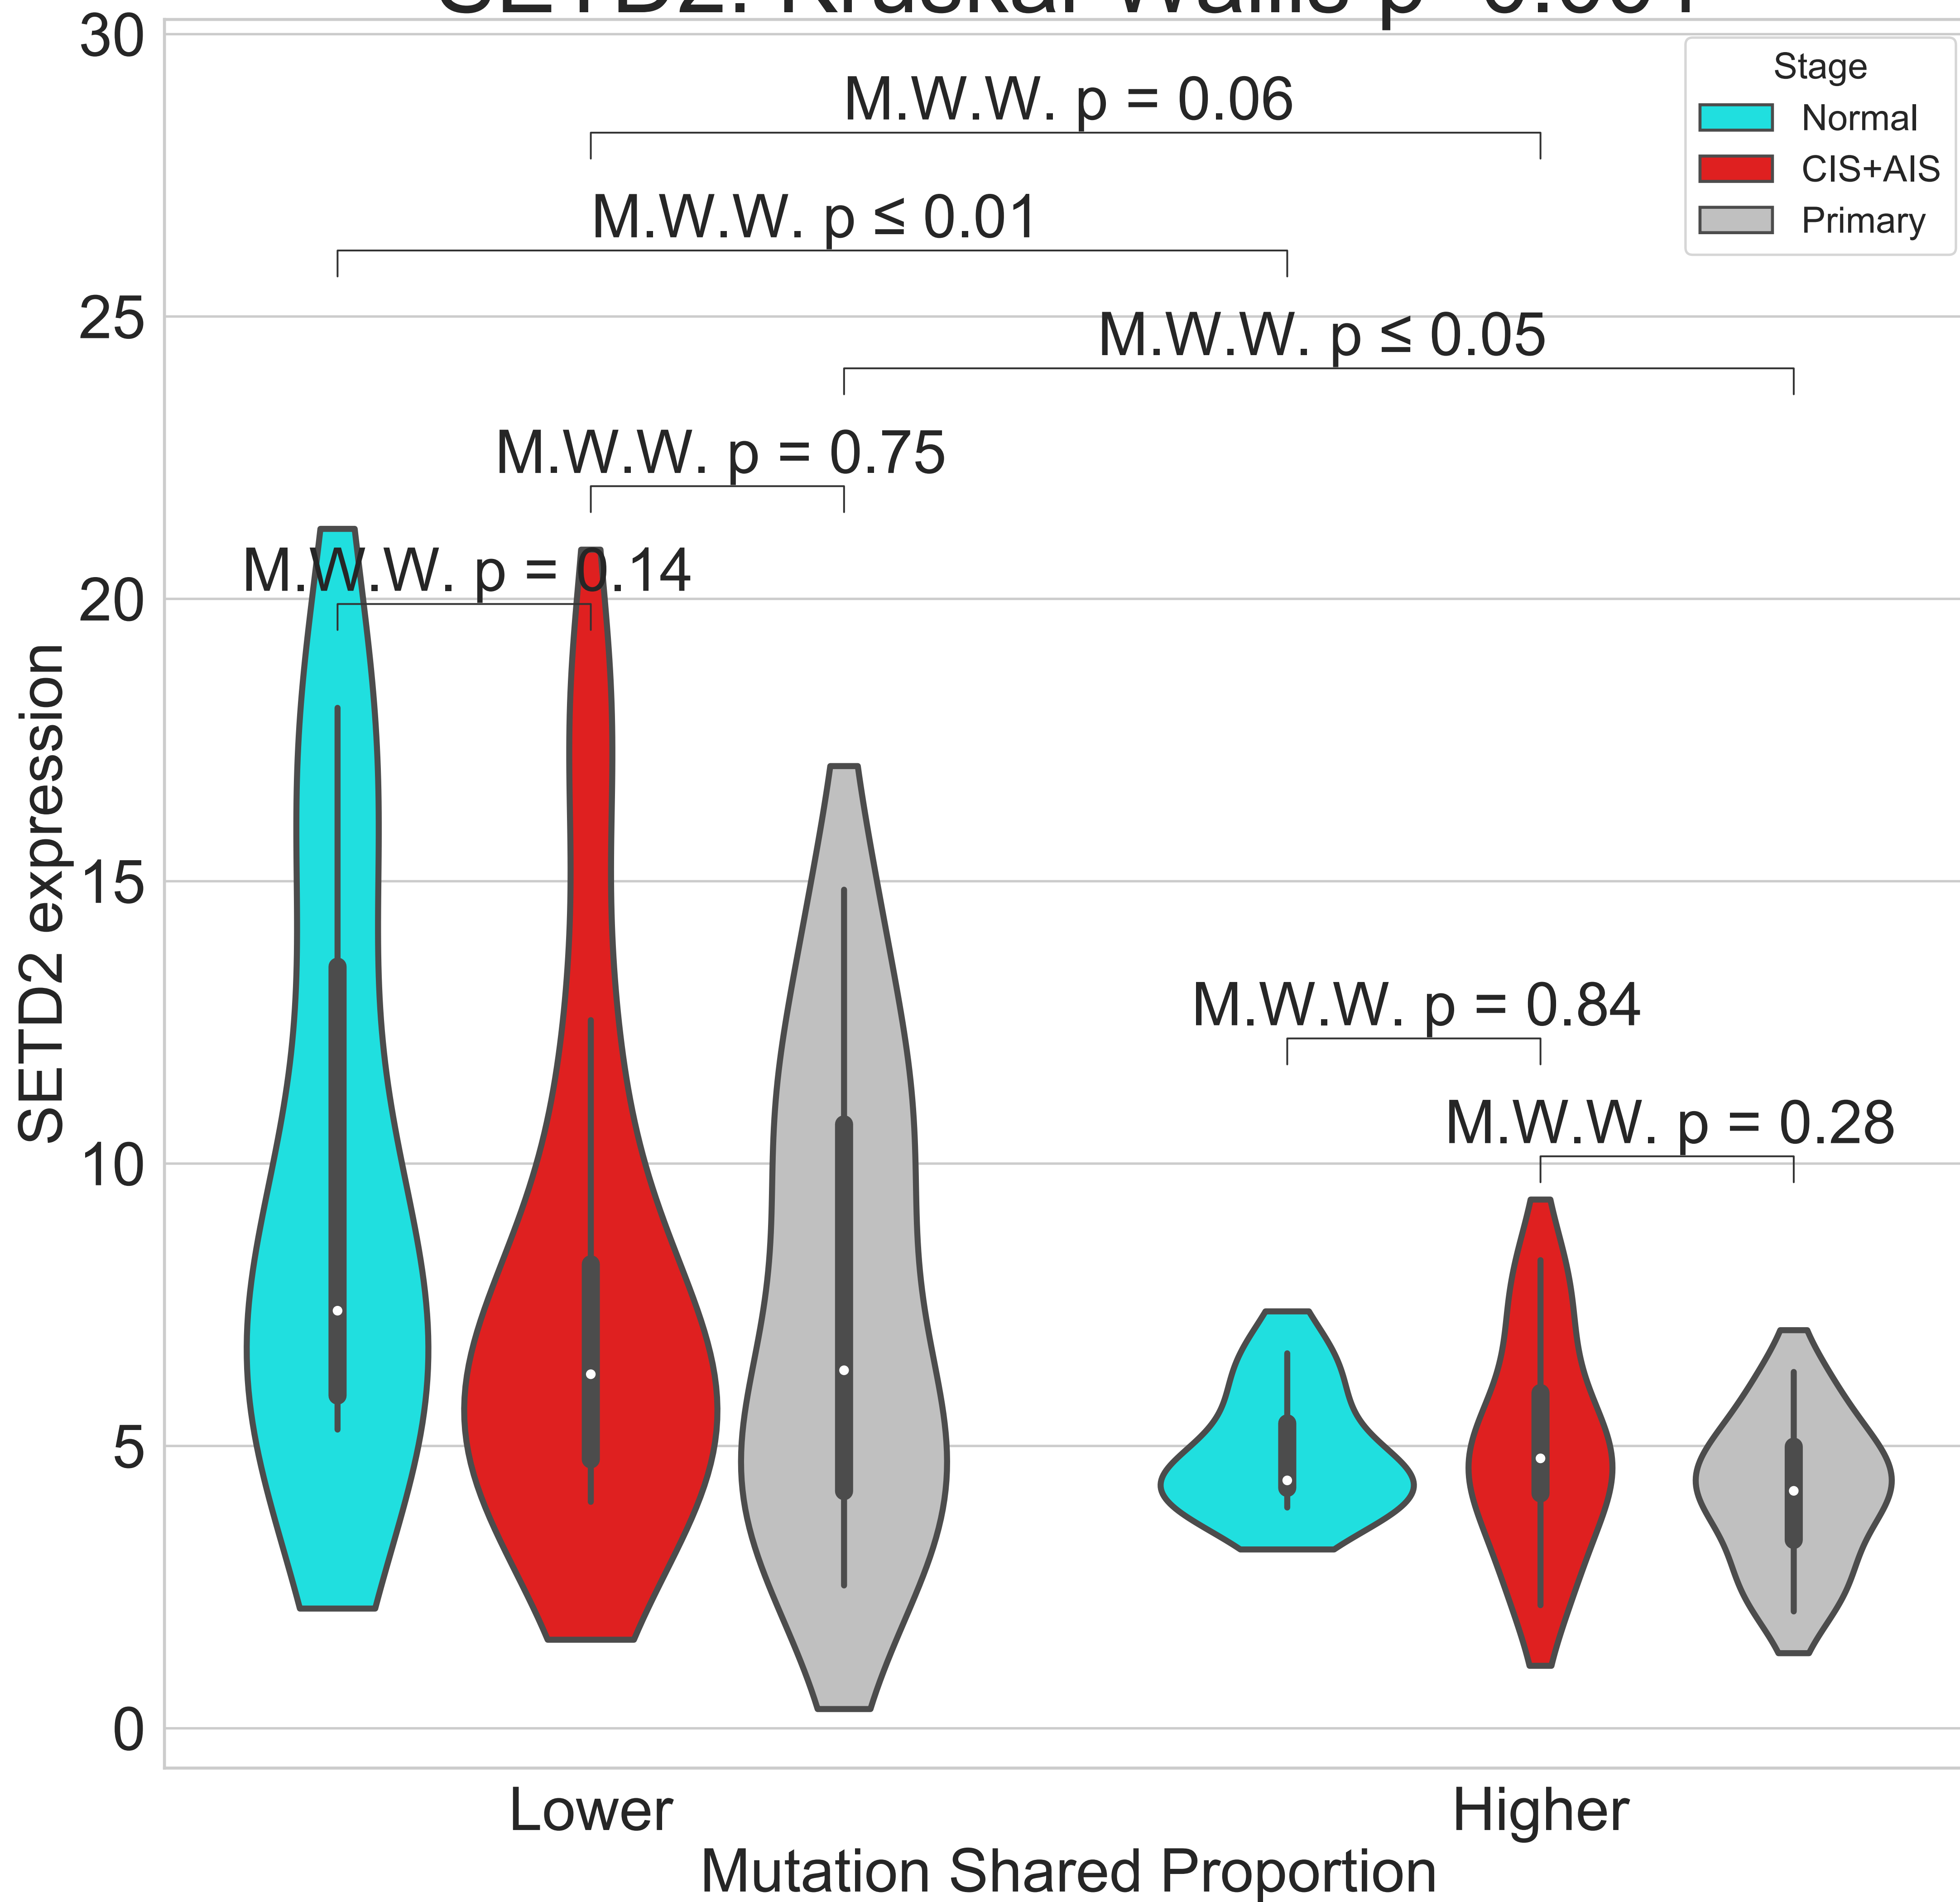 30
Stage
Normal
CIS+AIS
Primary
M.W.W. p = 0.06
M.W.W. p ≤ 0.01
25
M.W.W. p ≤ 0.05
M.W.W. p = 0.75
M.W.W. p = 0.14
20
SETD2 expression
15
M.W.W. p = 0.84
M.W.W. p = 0.28
10
5
0
Lower
Higher
Mutation Shared Proportion